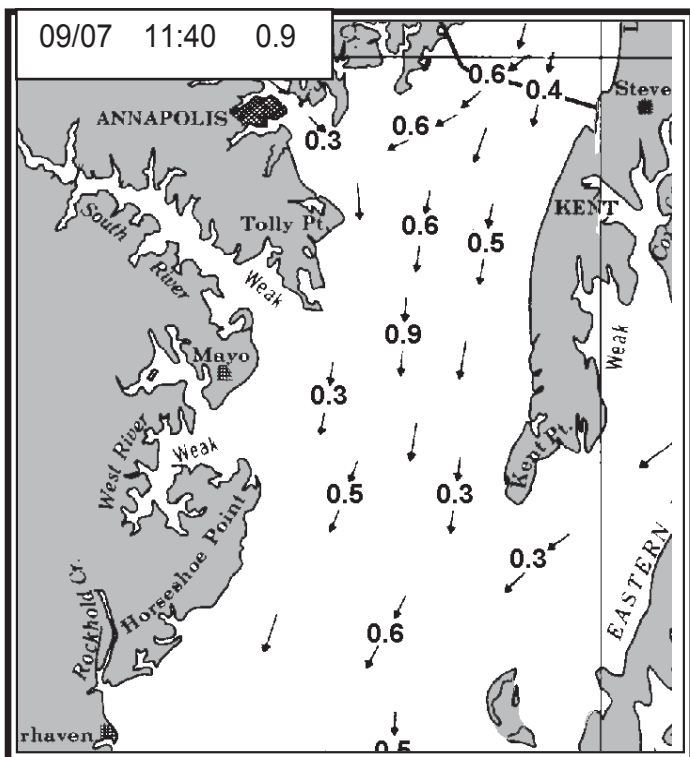 09/07 11:40 0.9
0.6
0.4
Steve
ANNAPOLIS
0.6
0.3
KENT
South
River
Tolly Pt.
0.6
0.5
Weak
0.9
Weak
Mayo
0.3
West River
Weak
Kent Pt.
0.5
0.3
Horseshoe Point
0.3
EASTERN
Rockhold Cr.
0.6
rhaven
0.5